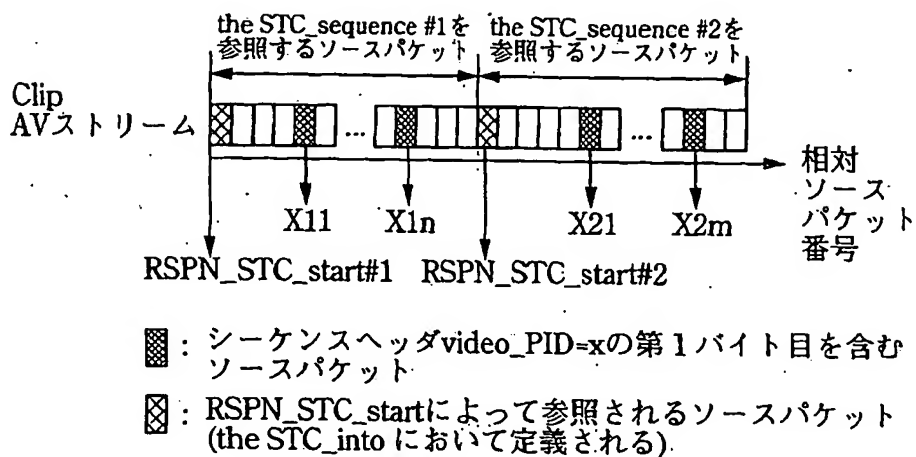 the STC_sequence #1を
参照するソースパケット
the STC_sequence #2を
参照するソースパケット
Clip
AVストリーム
...
...
相対
ソース
パケット
番号
X11
X1n
X21
X2m
RSPN_STC_start#1
RSPN_STC_start#2
: シーケンスヘッダvideo_PID=xの第1バイト目を含む
ソースパケット
: RSPN_STC_startによって参照されるソースパケット
(the STC_into において定義される)